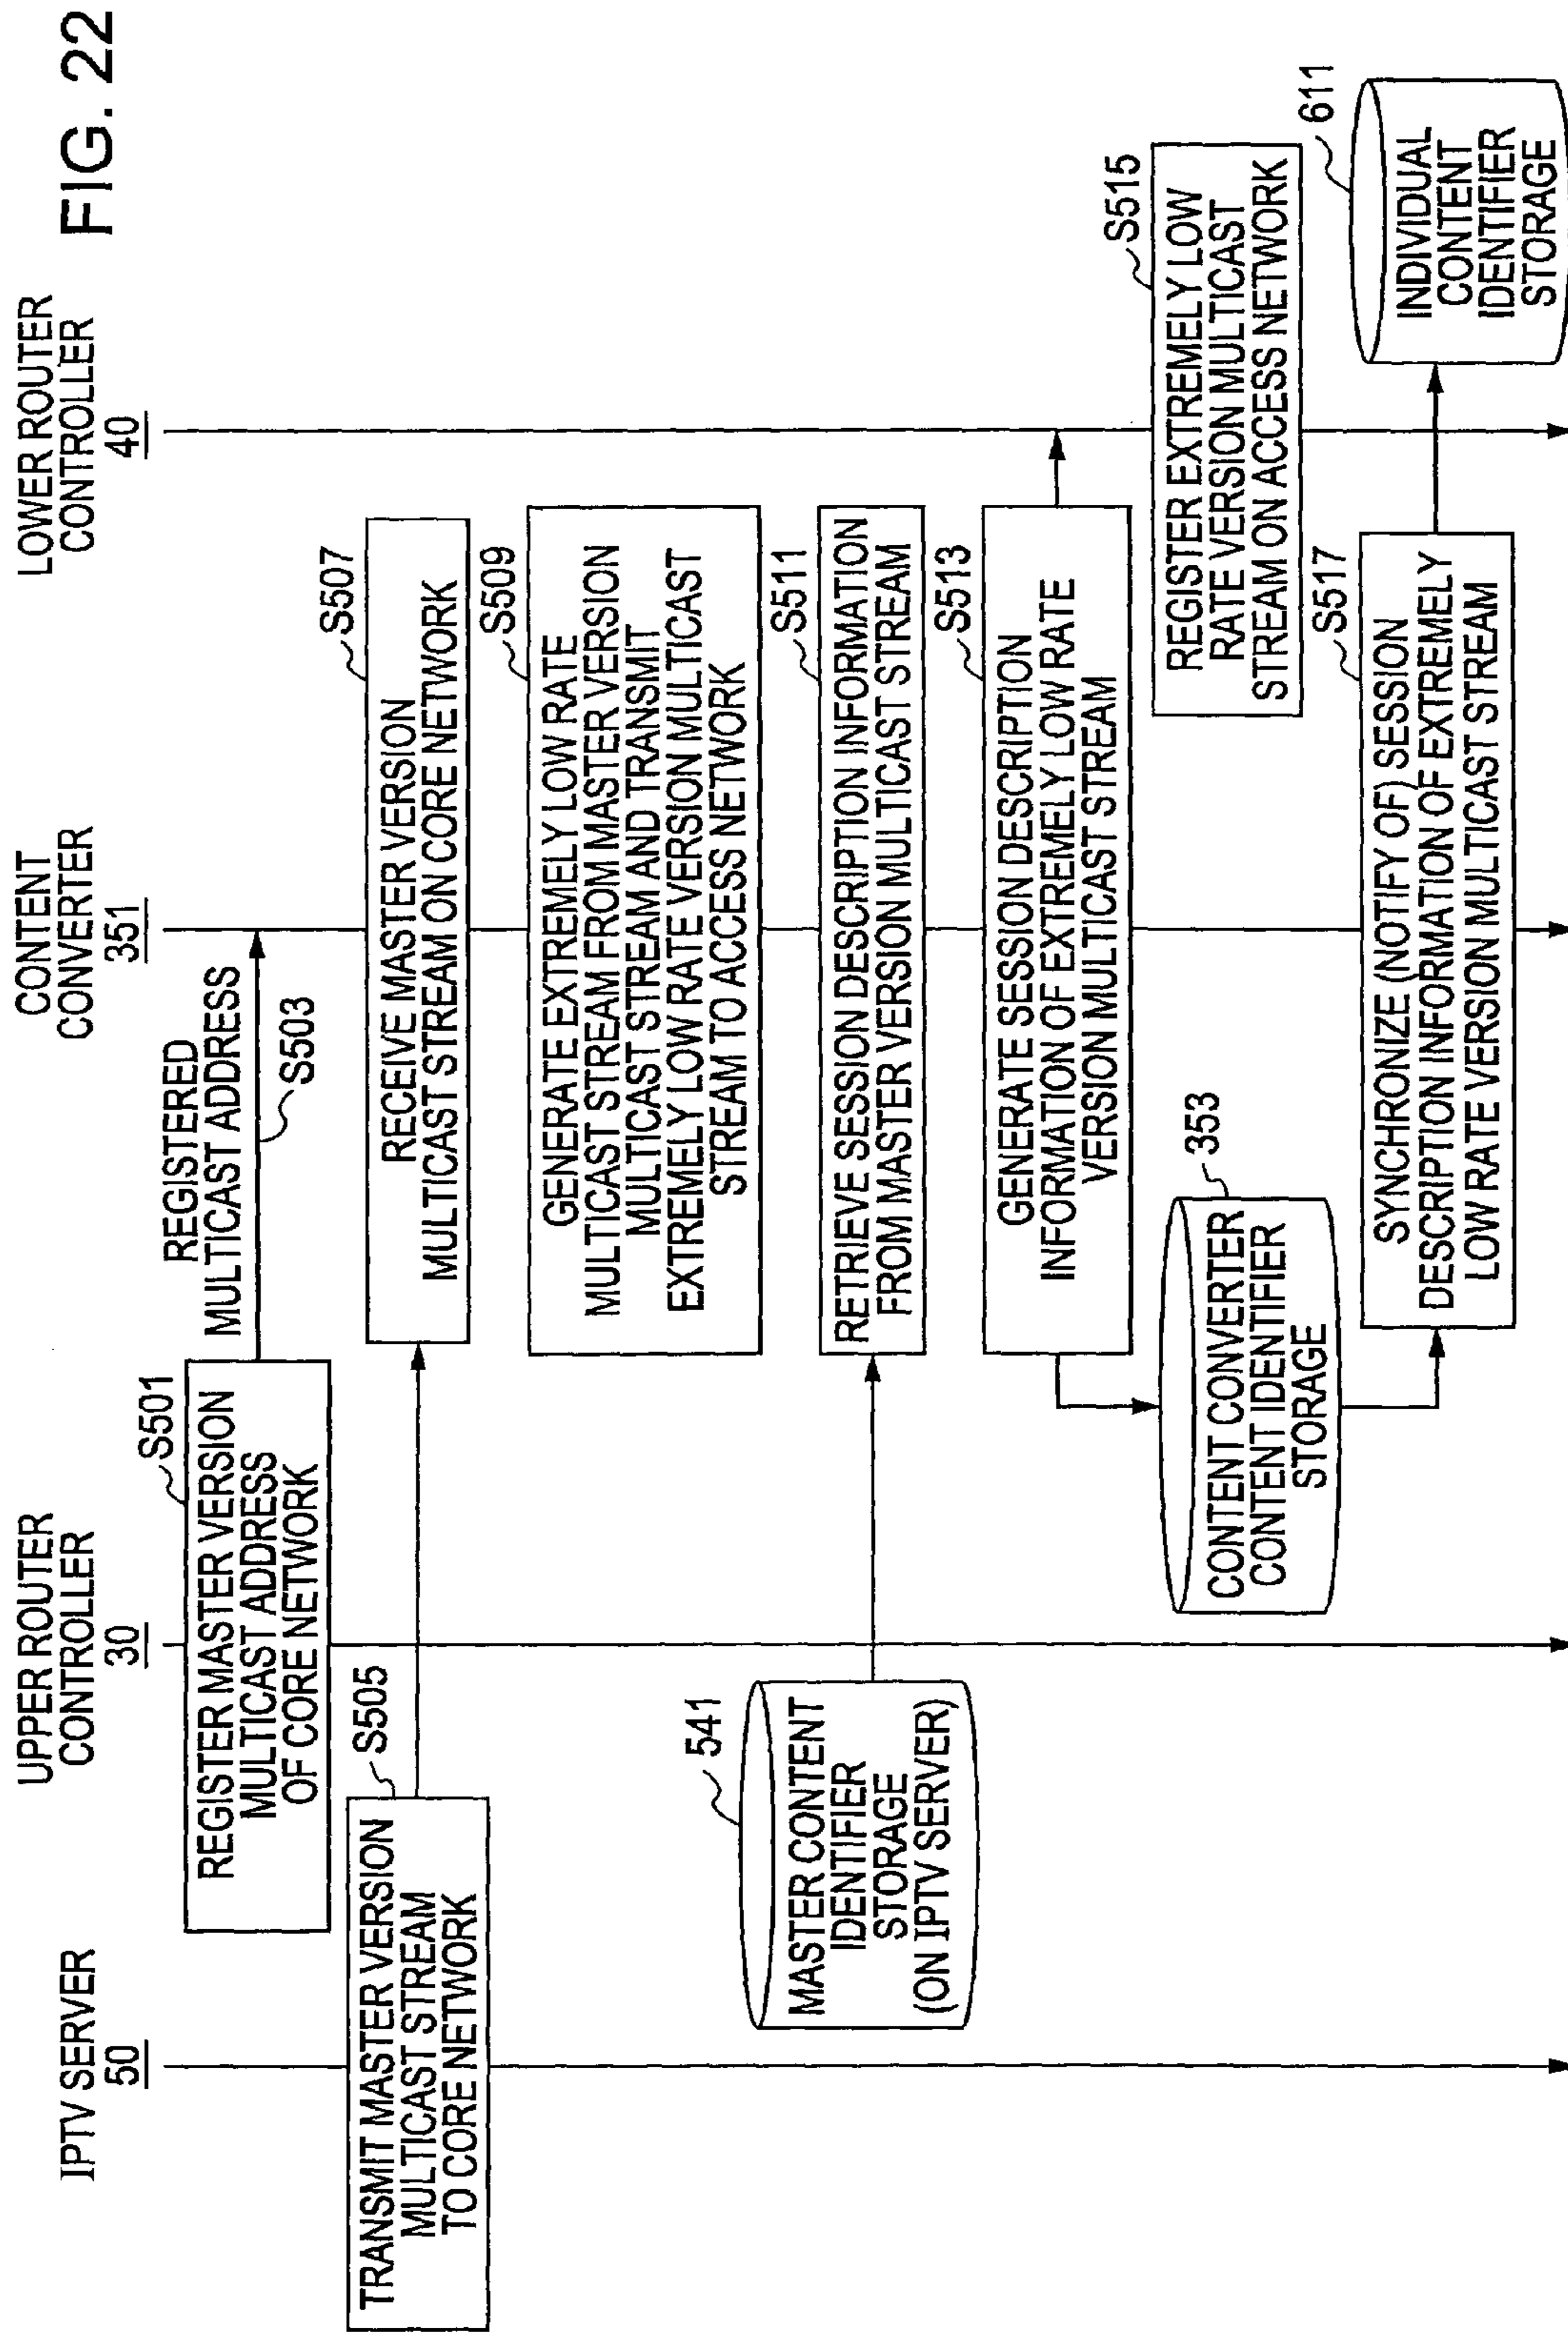 FIG. 22
IPTV SERVER
50
UPPER ROUTER
CONTROLLER
30
CONTENT
CONVERTER
351
LOWER ROUTER
CONTROLLER
40
S501
REGISTER MASTER VERSION
MULTICAST ADDRESS
OF CORE NETWORK
REGISTERED
MULTICAST ADDRESS
S503
S505
TRANSMIT MASTER VERSION
MULTICAST STREAM
TO CORE NETWORK
S507
RECEIVE MASTER VERSION
MULTICAST STREAM ON CORE NETWORK
S509
GENERATE EXTREMELY LOW RATE
MULTICAST STREAM FROM MASTER VERSION
MULTICAST STREAM AND TRANSMIT
EXTREMELY LOW RATE VERSION MULTICAST
STREAM TO ACCESS NETWORK
541
MASTER CONTENT
IDENTIFIER
STORAGE
(ON IPTV SERVER)
S511
RETRIEVE SESSION DESCRIPTION INFORMATION
FROM MASTER VERSION MULTICAST STREAM
S513
GENERATE SESSION DESCRIPTION
INFORMATION OF EXTREMELY LOW RATE
VERSION MULTICAST STREAM
353
CONTENT CONVERTER
CONTENT IDENTIFIER
STORAGE
S515
REGISTER EXTREMELY LOW
RATE VERSION MULTICAST
STREAM ON ACCESS NETWORK
S517
SYNCHRONIZE (NOTIFY OF) SESSION
DESCRIPTION INFORMATION OF EXTREMELY
LOW RATE VERSION MULTICAST STREAM
611
INDIVIDUAL
CONTENT
IDENTIFIER
STORAGE